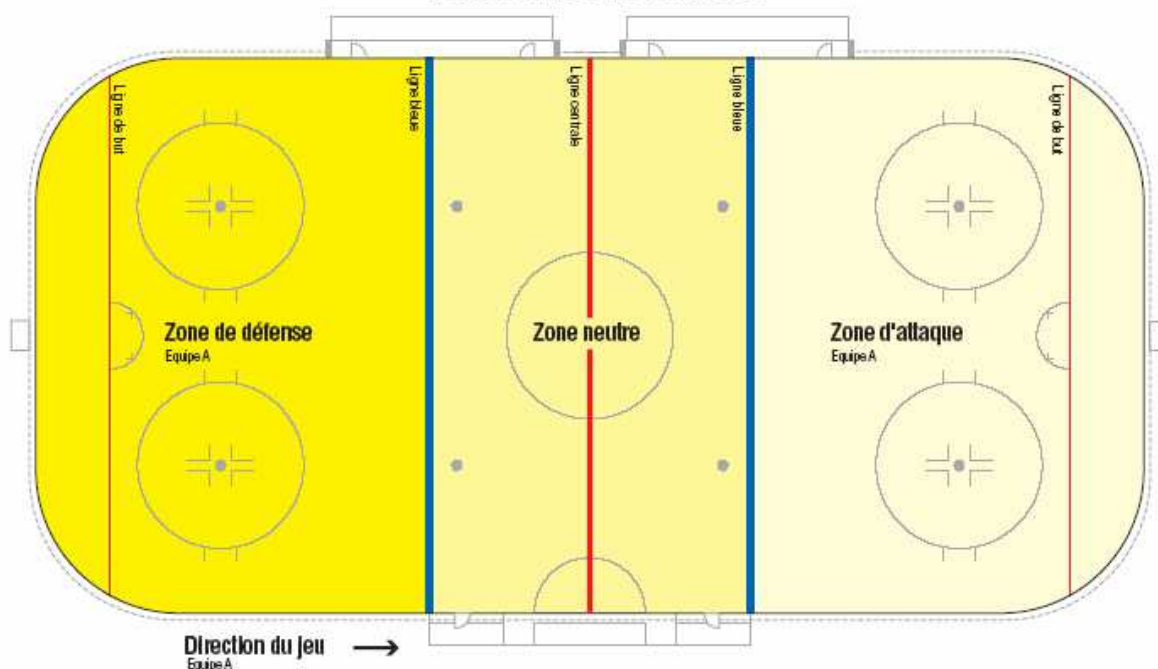 Ligne de but
Ligne bleue
Ligne centrale
Ligne bleue
Ligne de but
Zone de défense
Equipe A
Zone neutre
Zone d'attaque
Equipe A
Direction du jeu
Equipe A